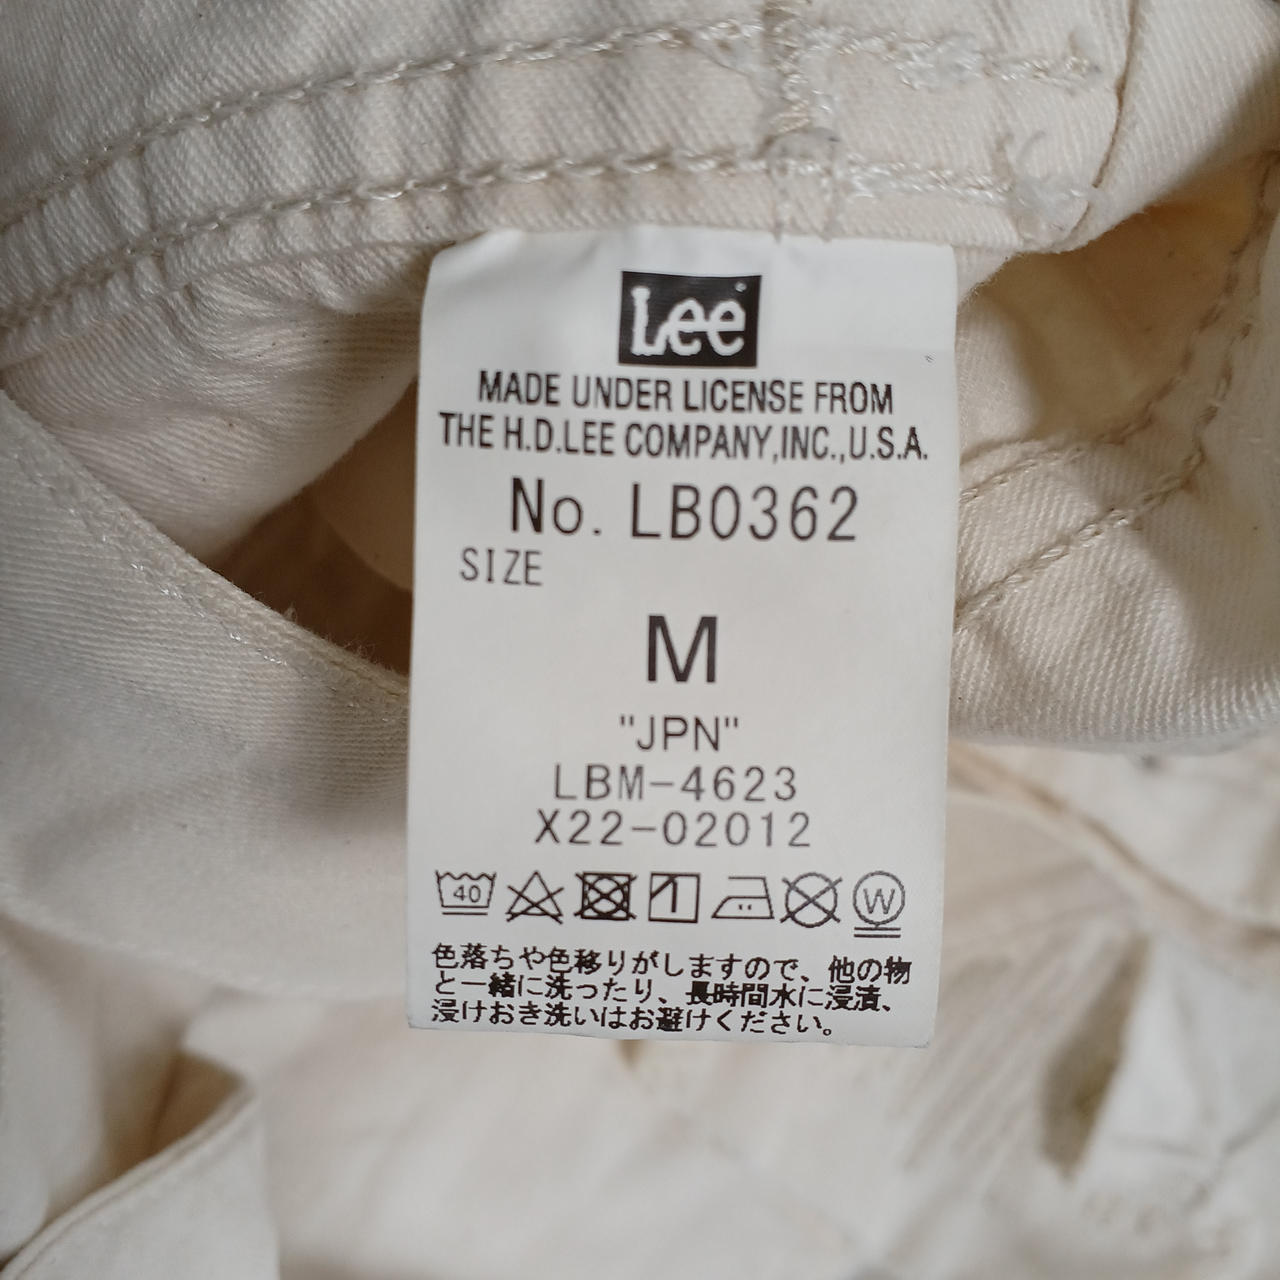 Lee
MADE UNDER LICENSE FROM
THE H.D.LEE COMPANY,INC.,U.S.A.
No. LB0362
SIZE
M
"JPN"
LBM-4623
X22-02012
40
W
色落ちや色移りがしますので、他の物
と一緒に洗ったり、長時間水に浸漬、
浸けおき洗いはお避けください。